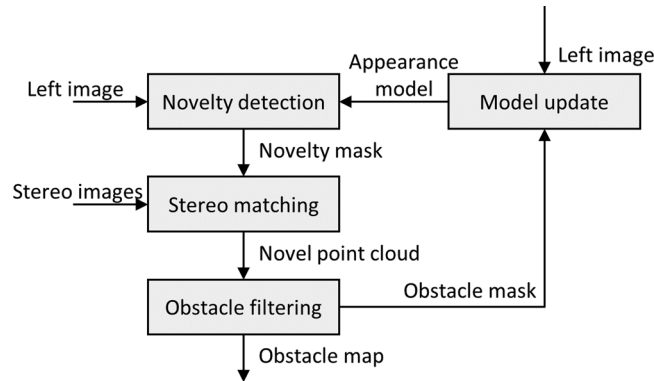 Left image
Appearance
model
Left image
Novelty detection
Model update
Novelty mask
Stereo images
Stereo matching
Novel point cloud
Obstacle filtering
Obstacle mask
Obstacle map